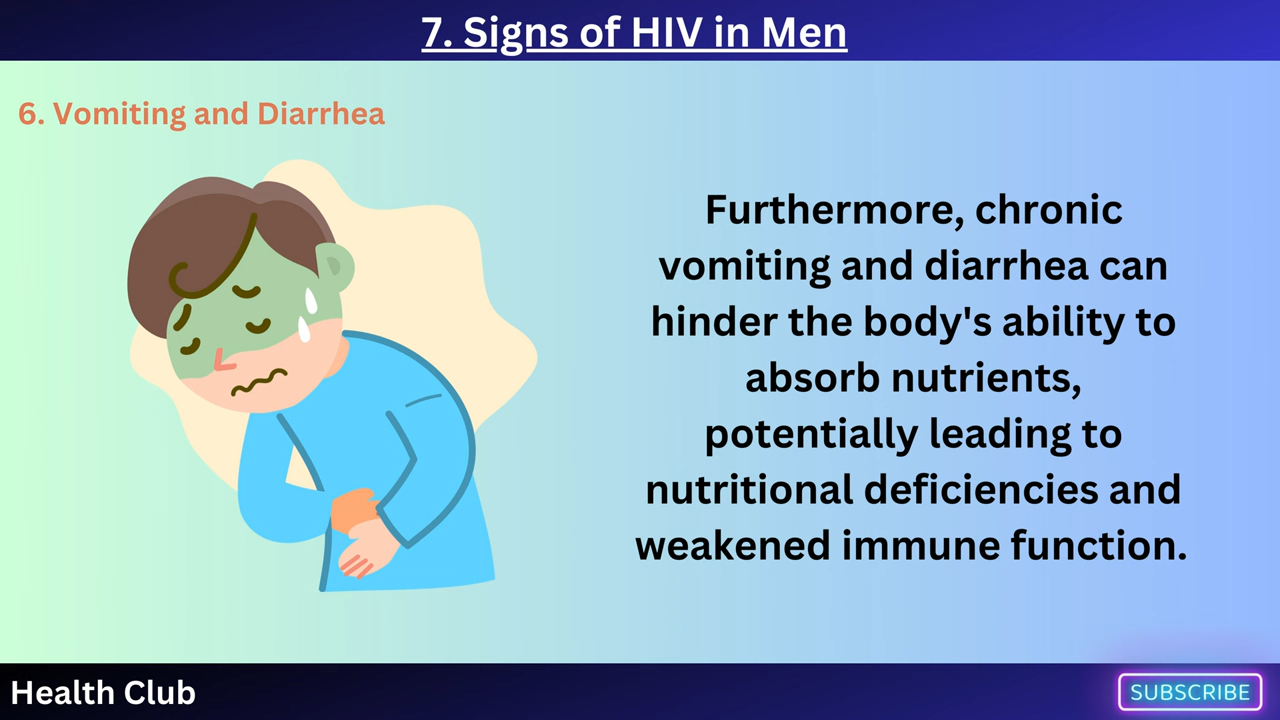 7. Signs of HIV in Men
6. Vomiting and Diarrhea
Furthermore, chronic
vomiting and diarrhea can
hinder the body's ability to
absorb nutrients,
potentially leading to
nutritional deficiencies and
weakened immune function.
Health Club
SUBSCRIBE